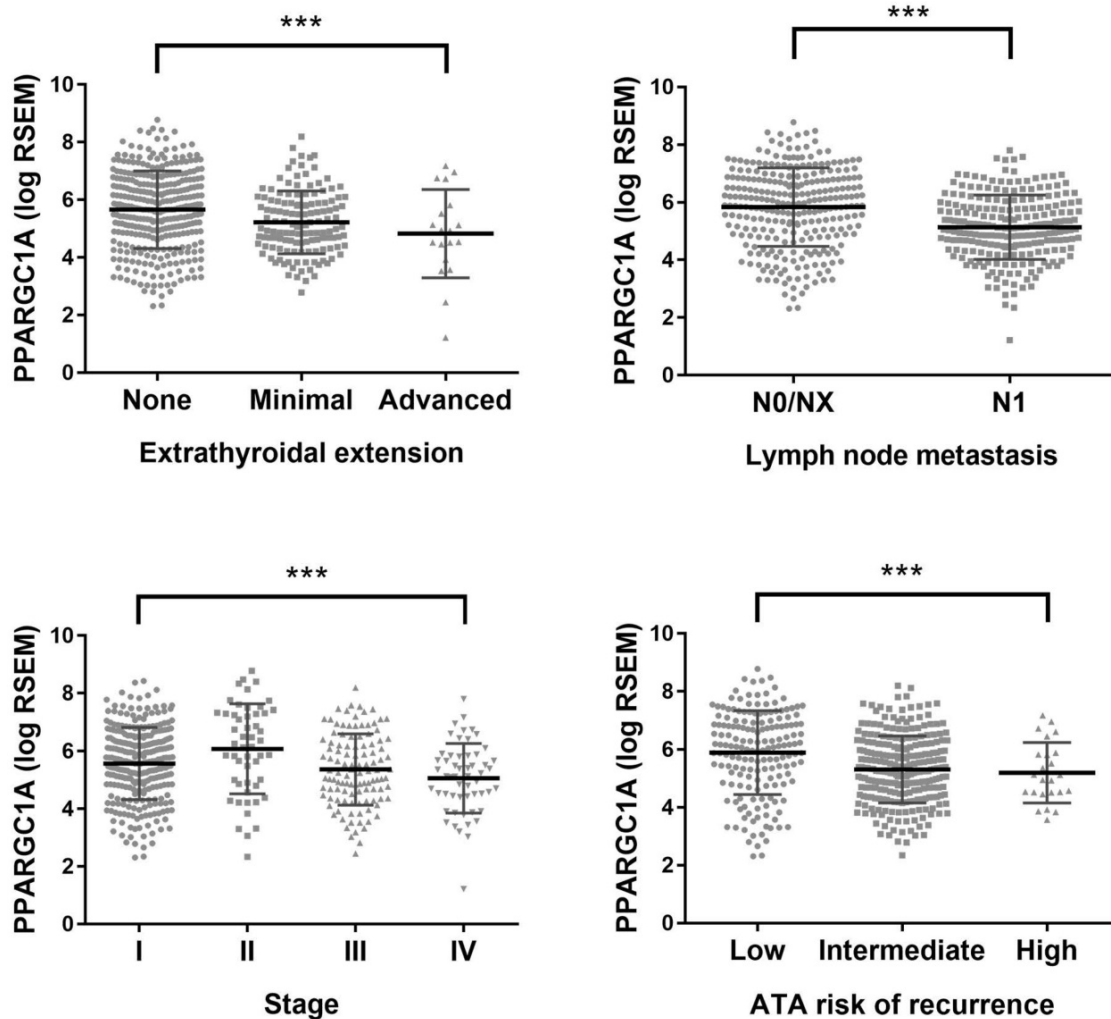 ***
PPARGC1A (log RSEM)
10
8
6
4
2
0
None Minimal Advanced
Extrathyroidal extension
***
PPARGC1A (log RSEM)
10
8
6
4
2
0
N0/NX N1
Lymph node metastasis
***
PPARGC1A (log RSEM)
10
8
6
4
2
0
I II III IV
Stage
***
PPARGC1A (log RSEM)
10
8
6
4
2
0
Low Intermediate High
ATA risk of recurrence